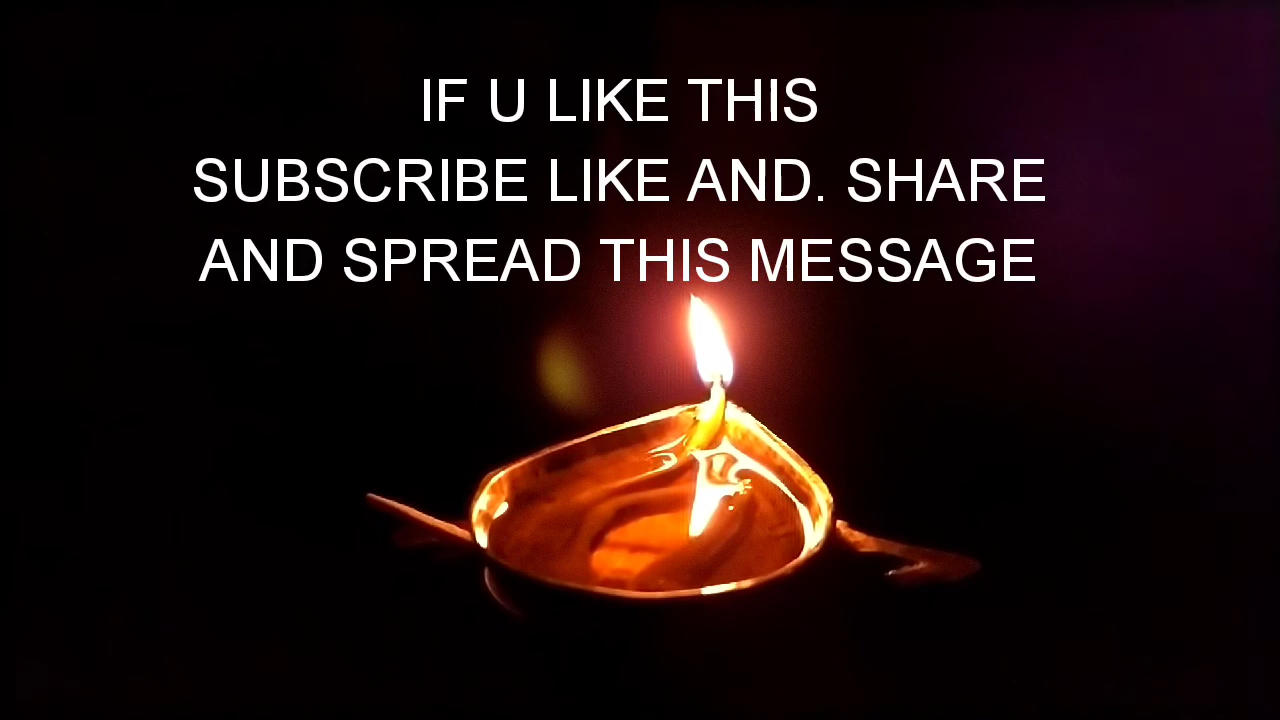 IF U LIKE THIS
SUBSCRIBE LIKE AND. SHARE
AND SPREAD THIS MESSAGE